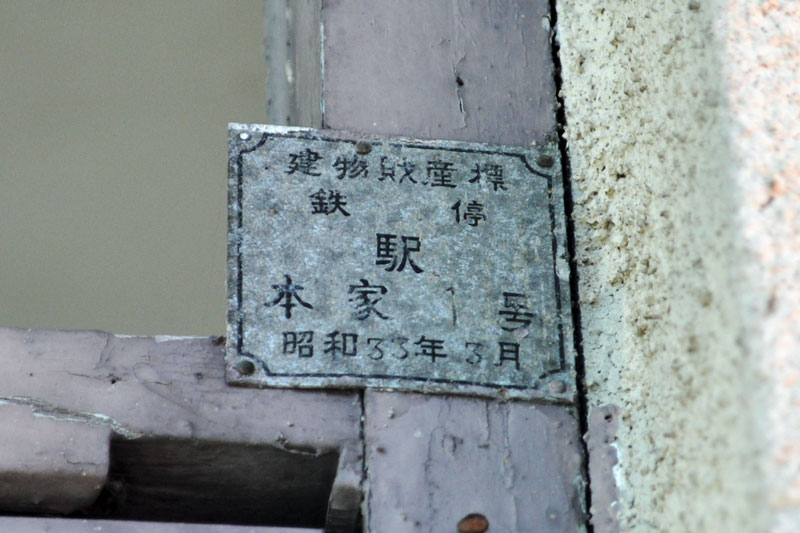 建物財産標
鉄 停
駅
本家 1号
昭和33年3月